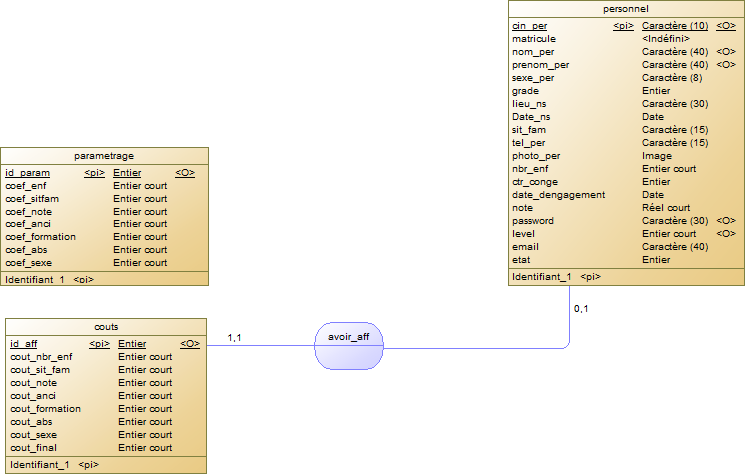 personnel
cin_per <pi> Caractère (10) <O>
matricule <Indéfini>
nom_per Caractère (40) <O>
prenom_per Caractère (40) <O>
sexe_per Caractère (8)
grade Entier
lieu_ns Caractère (30)
Date_ns Date
sit_fam Caractère (15)
tel_per Caractère (15)
photo_per Image
nbr_enf Entier court
ctr_conge Entier
date_dengagement Date
note Réel court
password Caractère (30) <O>
level Entier court <O>
email Caractère (40)
etat Entier
Identifiant_1 <pi>
parametrage
id_param <pi> Entier <O>
coef_enf Entier court
coef_sitfam Entier court
coef_note Entier court
coef_anci Entier court
coef_formation Entier court
coef_abs Entier court
coef_sexe Entier court
Identifiant_1 <pi>
0,1
couts
id_aff <pi> Entier <O>
cout_nbr_enf Entier court
cout_sit_fam Entier court
cout_note Entier court
cout_anci Entier court
cout_formation Entier court
cout_abs Entier court
cout_sexe Entier court
cout_final Entier court
Identifiant_1 <pi>
1,1
avoir_aff